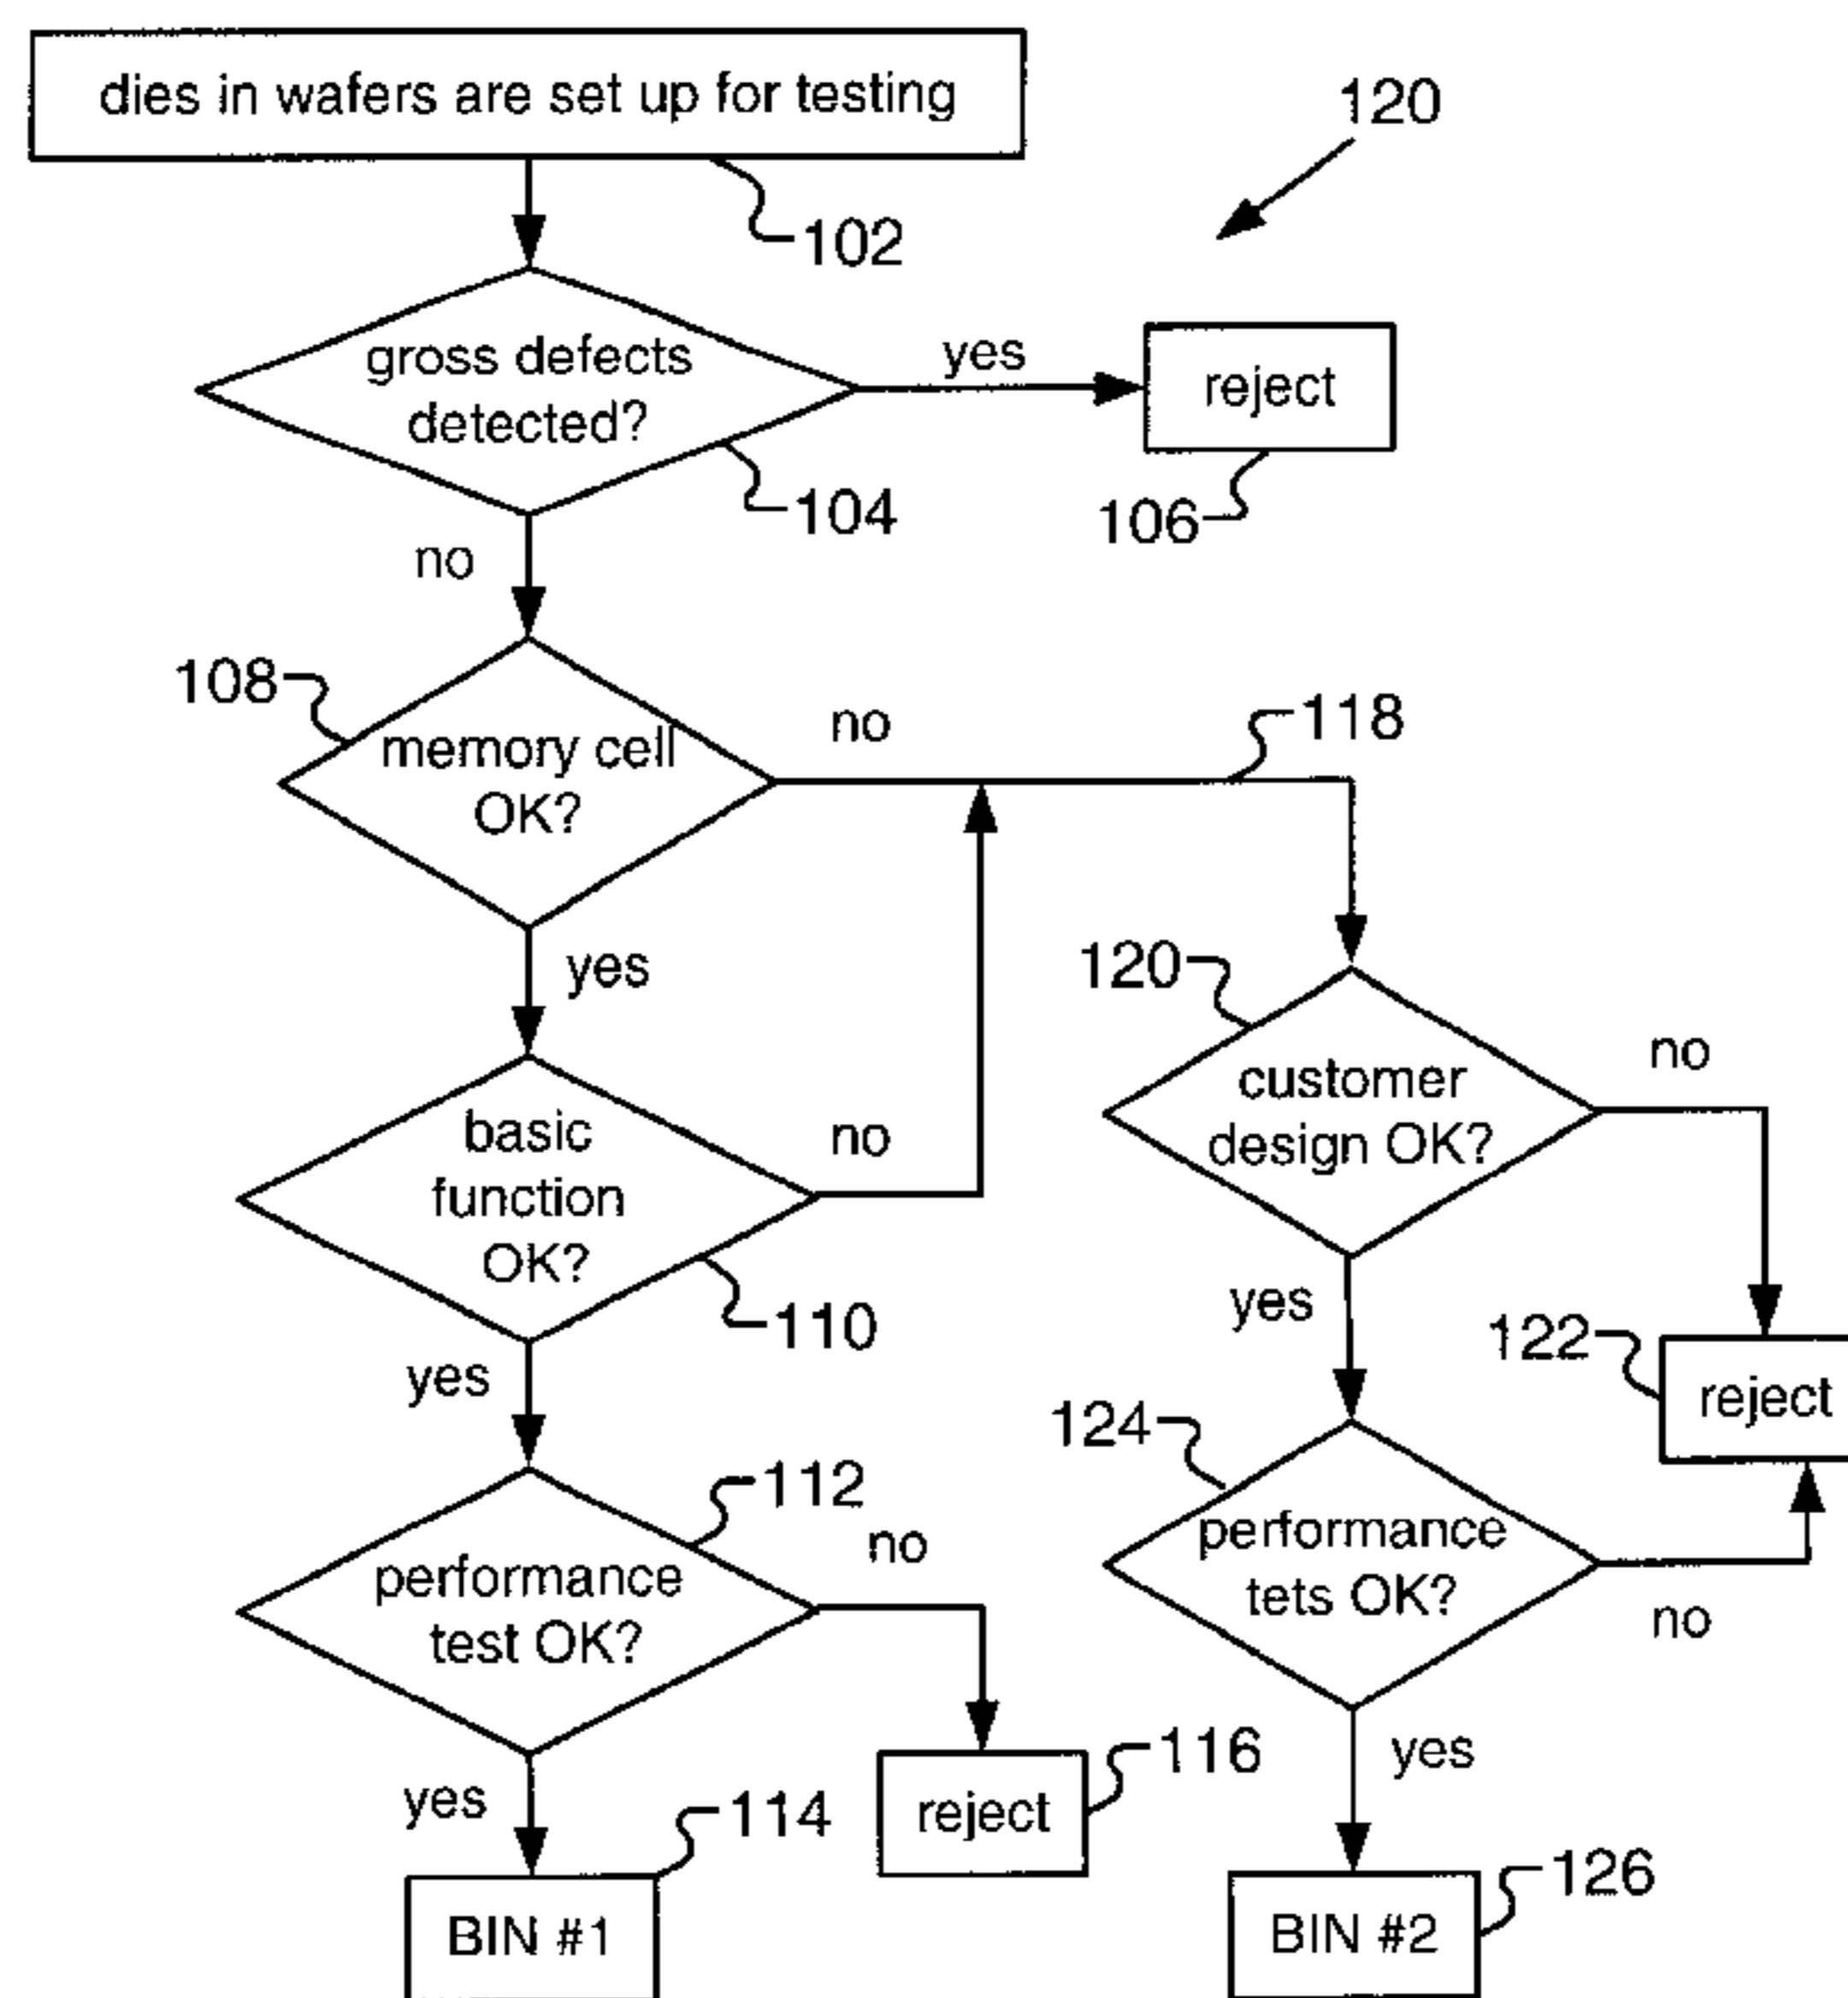 dies in wafers are set up for testing
120
102
gross defects
detected?
yes
reject
104
106
no
108
memory cell
OK?
no
118
yes
120
customer
design OK?
no
basic
function
OK?
no
110
yes
yes
122
reject
124
performance
tets OK?
no
112
performance
test OK?
no
116
reject
yes
yes
114
BIN #1
126
BIN #2